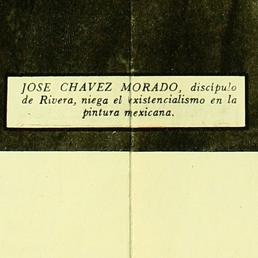 JOSE CHAVEZ MORADO, discípulo
de Rivera, niega el existencialismo en la
pintura mexicana.